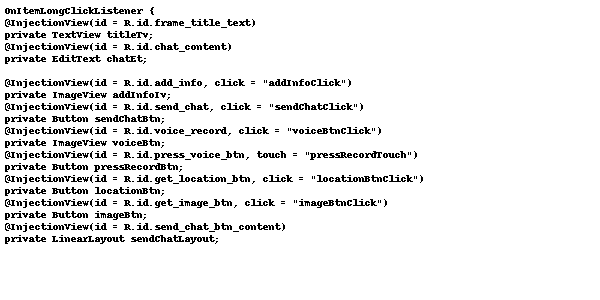 OnItemLongClickListener {
@InjectionView(id = R.id.frame_title_text)
private TextView titleTv;
@InjectionView(id = R.id.chat_content)
private EditText chatEt;
@InjectionView(id = R.id.add_info, click = "addInfoClick")
private ImageView addInfoIv;
@InjectionView(id = R.id.send_chat, click = "sendChatClick")
private Button sendChatBtn;
@InjectionView(id = R.id.voice_record, click = "voiceBtnClick")
private ImageView voiceBtn;
@InjectionView(id = R.id.press_voice_btn, touch = "pressRecordTouch")
private Button pressRecordBtn;
@InjectionView(id = R.id.get_location_btn, click = "locationBtnClick")
private Button locationBtn;
@InjectionView(id = R.id.get_image_btn, click = "imageBtnClick")
private Button imageBtn;
@InjectionView(id = R.id.send_chat_btn_content)
private LinearLayout sendChatLayout;